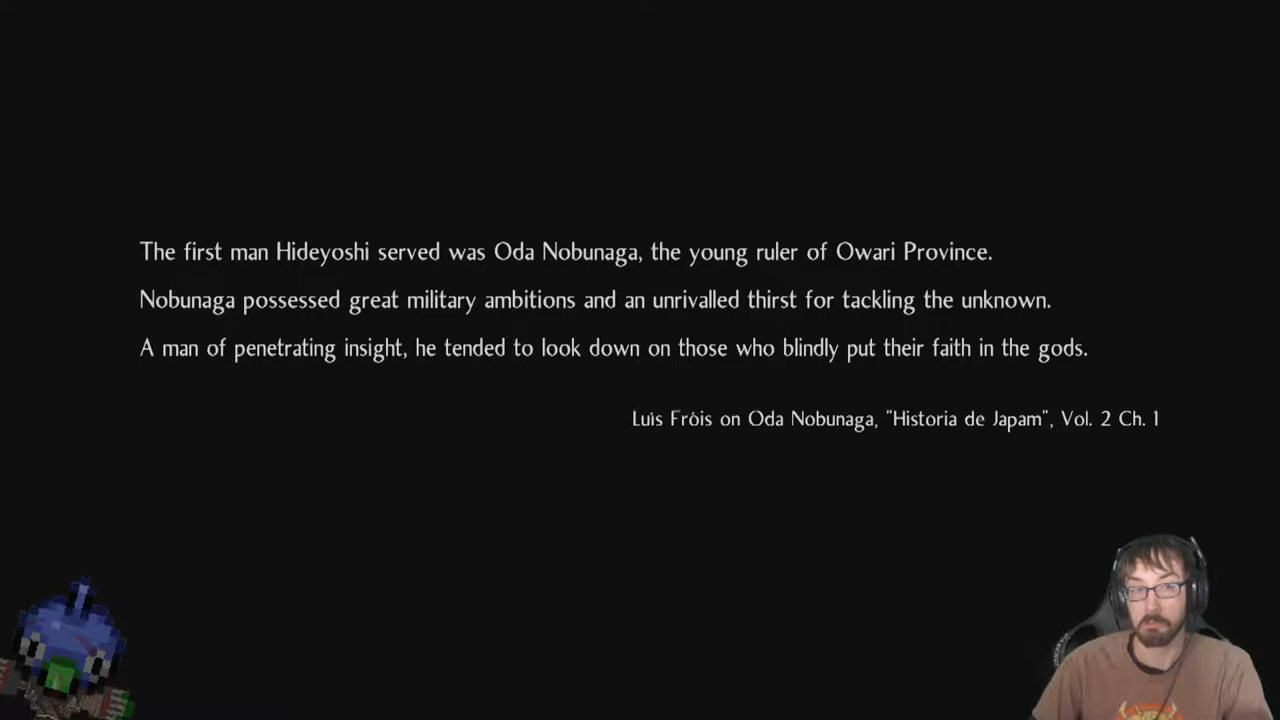 The first man Hideyoshi served was Oda Nobunaga, the young ruler of Owari Province.
Nobunaga possessed great military ambitions and an unrivalled thirst for tackling the unknown.
A man of penetrating insight, he tended to look down on those who blindly put their faith in the gods.
Luís Fróis on Oda Nobunaga, "Historia de Japam", Vol. 2 Ch. 1